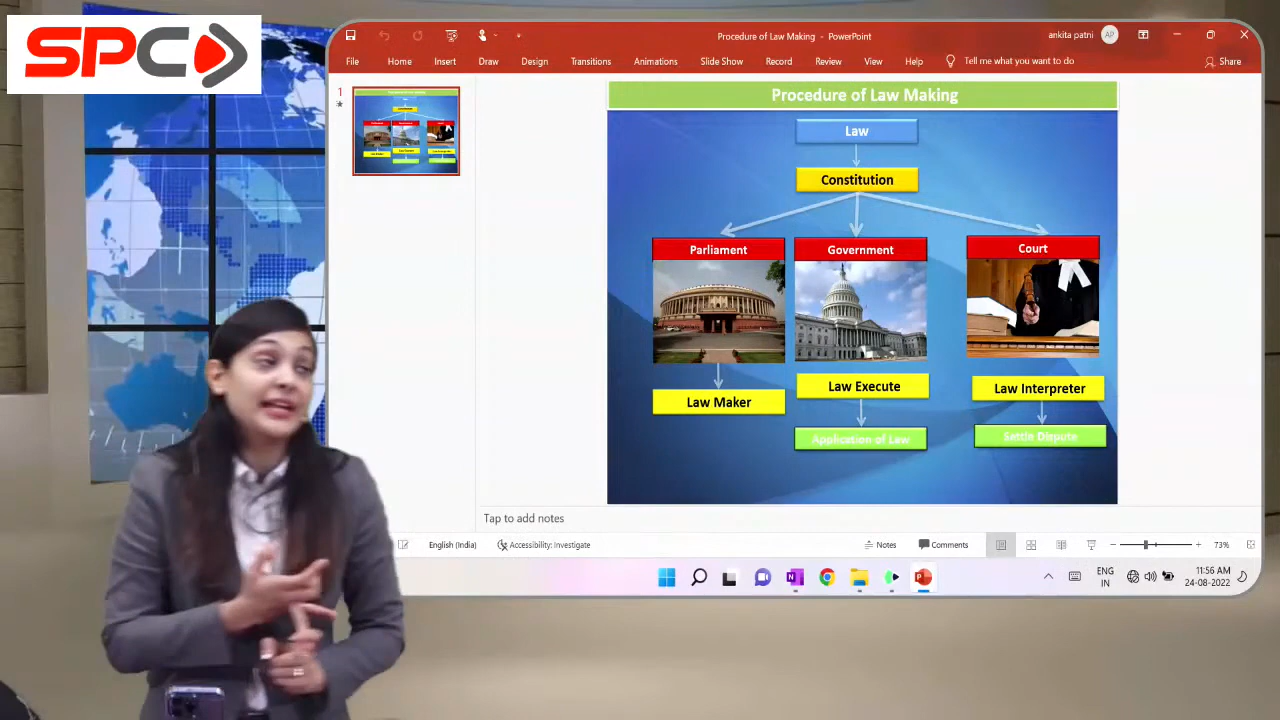 SPC
Procedure of Law Making - PowerPoint
ankita patni
AP
File Home Insert Draw Design Transitions Animations Slide Show Record Review View Help Tell me what you want to do Share
1
Procedure of Law Making
Law
Constitution
Parliament
Government
Court
Law Maker
Law Execute
Law Interpreter
Application of Law
Settle Dispute
Tap to add notes
English (India) Accessibility: Investigate Notes Comments 73%
ENG
IN
11:56 AM
24-08-2022